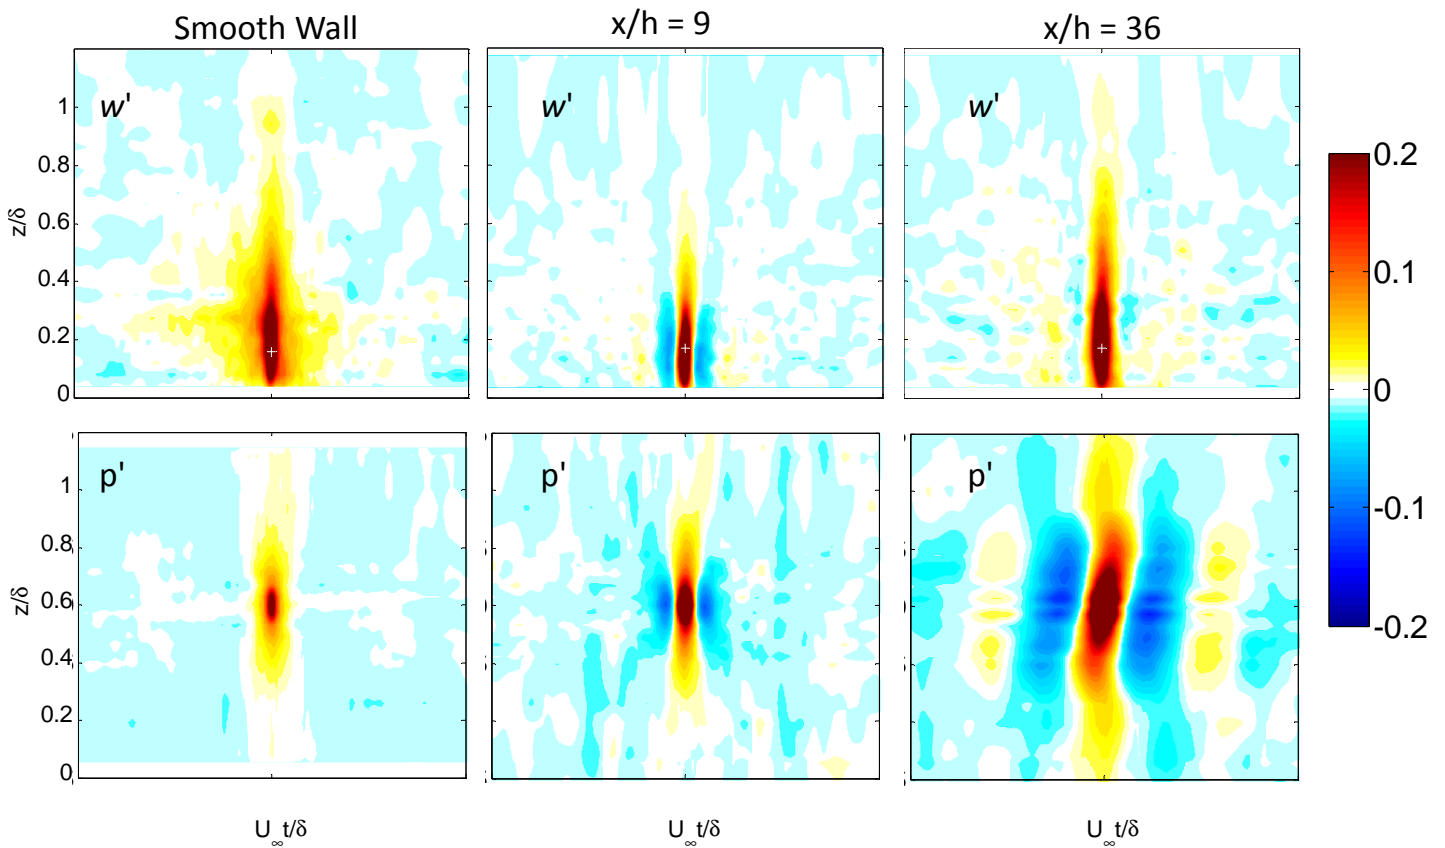 Smooth Wall
x/h = 9
x/h = 36
w'
w'
w'
1
0.8
0.6
0.4
0.2
0
z/δ
0.2
0.1
0
-0.1
-0.2
p'
p'
p'
1
0.8
0.6
0.4
0.2
0
z/δ
U∞t/δ
U∞t/δ
U∞t/δ